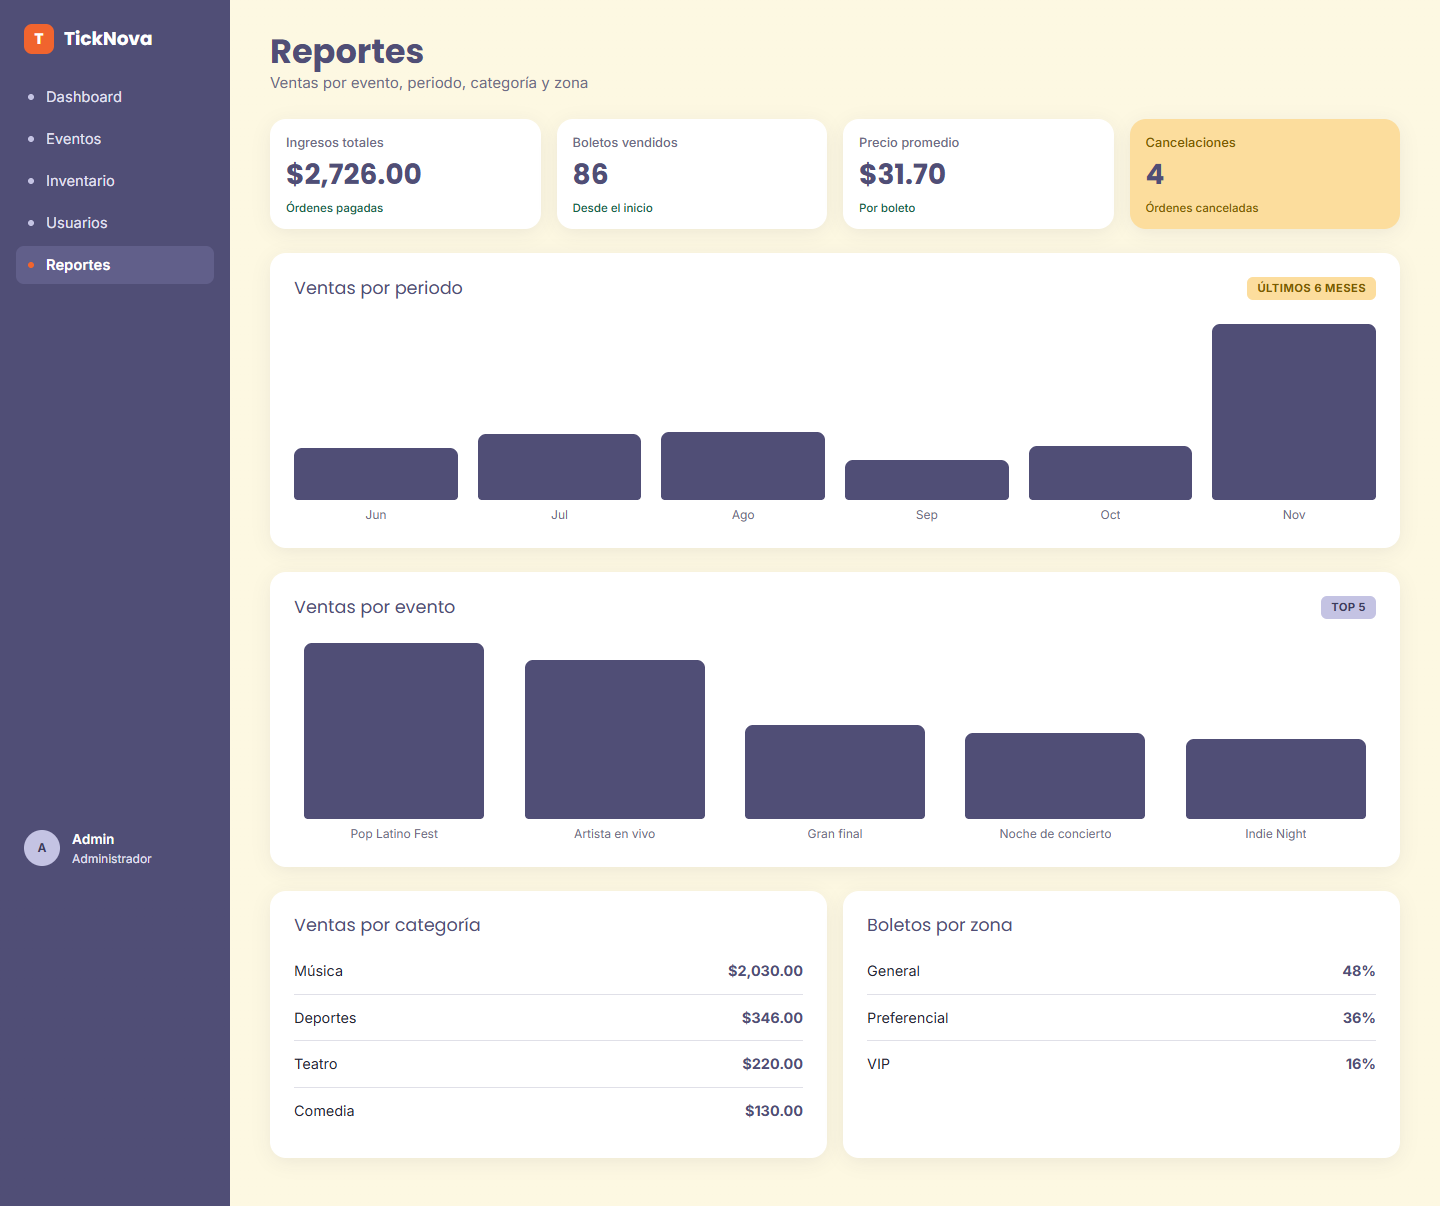 T TickNova
Dashboard
Eventos
Inventario
Usuarios
Reportes
Admin
A
Administrador
Reportes
Ventas por evento, periodo, categoría y zona
Ingresos totales
$2,726.00
Órdenes pagadas
Boletos vendidos
86
Desde el inicio
Precio promedio
$31.70
Por boleto
Cancelaciones
4
Órdenes canceladas
Ventas por periodo
ÚLTIMOS 6 MESES
Jun Jul Ago Sep Oct Nov
Ventas por evento
TOP 5
Pop Latino Fest Artista en vivo Gran final Noche de concierto Indie Night
Ventas por categoría
Música $2,030.00
Deportes $346.00
Teatro $220.00
Comedia $130.00
Boletos por zona
General 48%
Preferencial 36%
VIP 16%